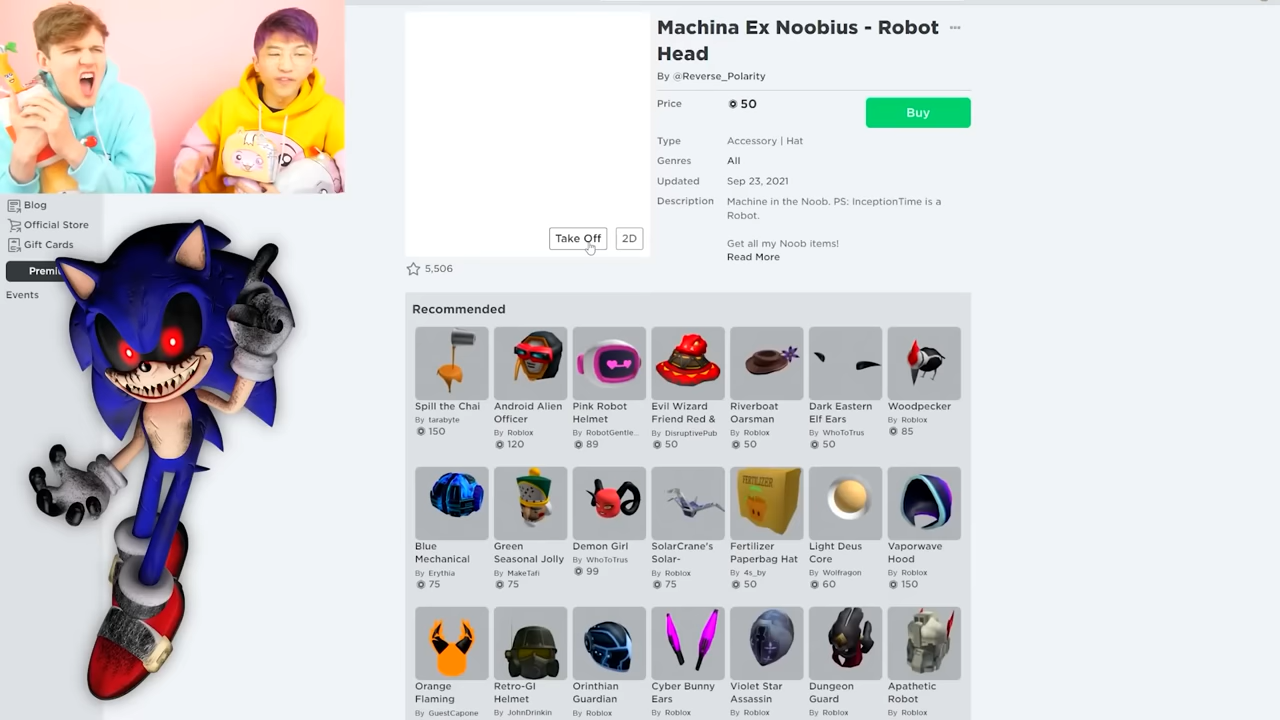 Machina Ex Noobius - Robot
Head
By @Reverse_Polarity
Price 50
Buy
Type Accessory | Hat
Genres All
Updated Sep 23, 2021
Description Machine in the Noob. PS: InceptionTime is a
Robot.
Get all my Noob items!
Read More
Take Off 2D
5,506
Blog
Official Store
Gift Cards
Premi
Events
Recommended
Spill the Chai
By tarabyte
150
Android Alien
Officer
By Roblox
120
Pink Robot
Helmet
By RobotGentle...
89
Evil Wizard
Friend Red &
By DisruptivePub
50
Riverboat
Oarsman
By Roblox
50
Dark Eastern
Elf Ears
By WhoToTrus
50
Woodpecker
By Roblox
85
Blue
Mechanical
By Erythia
75
Green
Seasonal Jolly
By MakeTafi
75
Demon Girl
By WhoToTrus
99
SolarCrane's
Solar-
By Roblox
75
FERTILIZER
Fertilizer
Paperbag Hat
By 4s_by
50
Light Deus
Core
By Wolfragon
60
Vaporwave
Hood
By Roblox
150
Orange
Flaming
By GuestCapone
Retro-GI
Helmet
By JohnDrinkin
Orinthian
Guardian
By Roblox
Cyber Bunny
Ears
By Roblox
Violet Star
Assassin
By Roblox
Dungeon
Guard
By Roblox
Apathetic
Robot
By Roblox